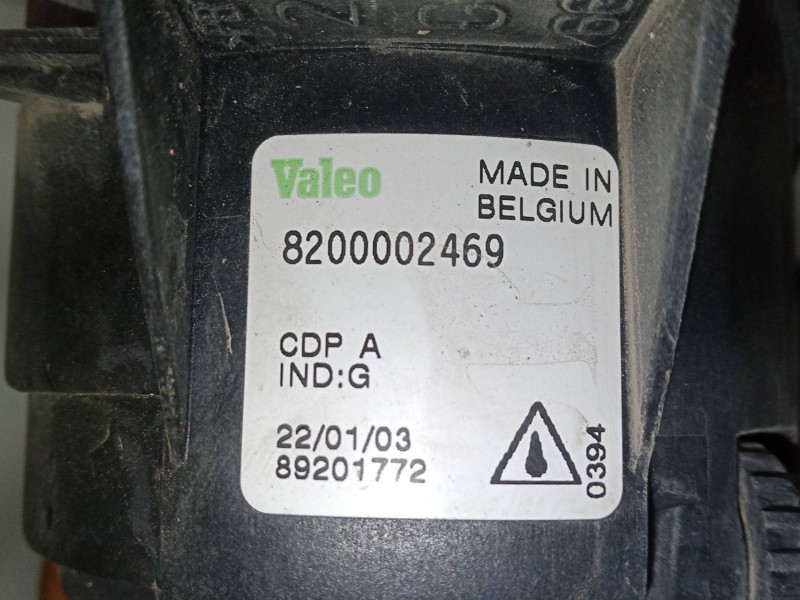 Valeo
MADE IN
BELGIUM
8200002469
CDP A
IND:G
22/01/03
89201772
0394